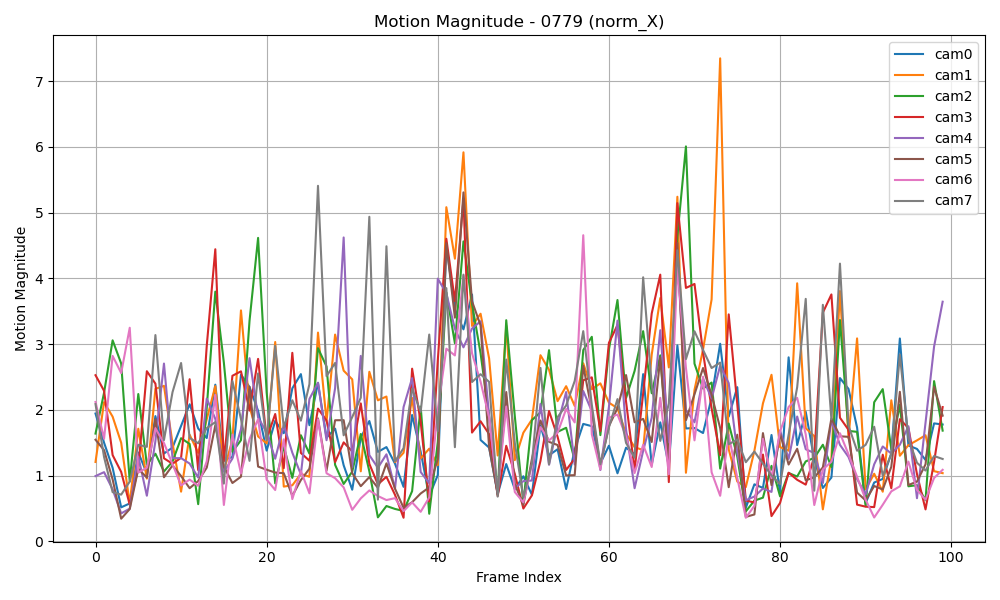 Motion Magnitude - 0779 (norm_X)
cam0
cam1
cam2
cam3
cam4
cam5
cam6
cam7
Motion Magnitude
7
6
5
4
3
2
1
0
0 20 40 60 80 100
Frame Index